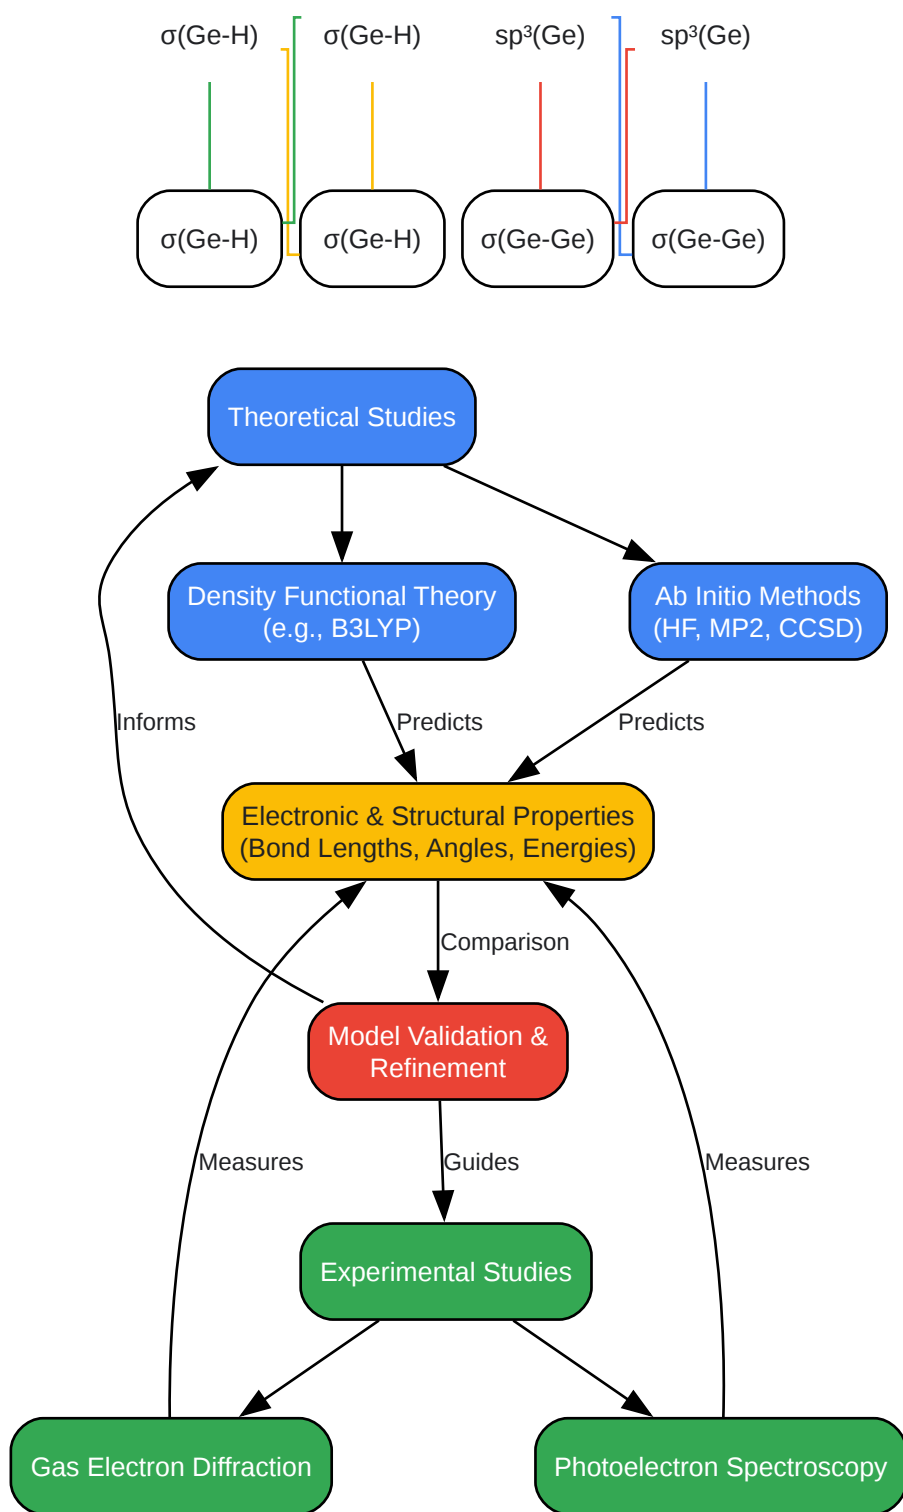 σ(Ge-H)
σ(Ge-H)
sp³(Ge)
sp³(Ge)
σ(Ge-H)
σ(Ge-H)
σ(Ge-Ge)
σ(Ge-Ge)
Theoretical Studies
Density Functional Theory
(e.g., B3LYP)
Ab Initio Methods
(HF, MP2, CCSD)
Informs
Predicts
Predicts
Electronic & Structural Properties
(Bond Lengths, Angles, Energies)
Comparison
Model Validation &
Refinement
Measures
Guides
Measures
Experimental Studies
Gas Electron Diffraction
Photoelectron Spectroscopy